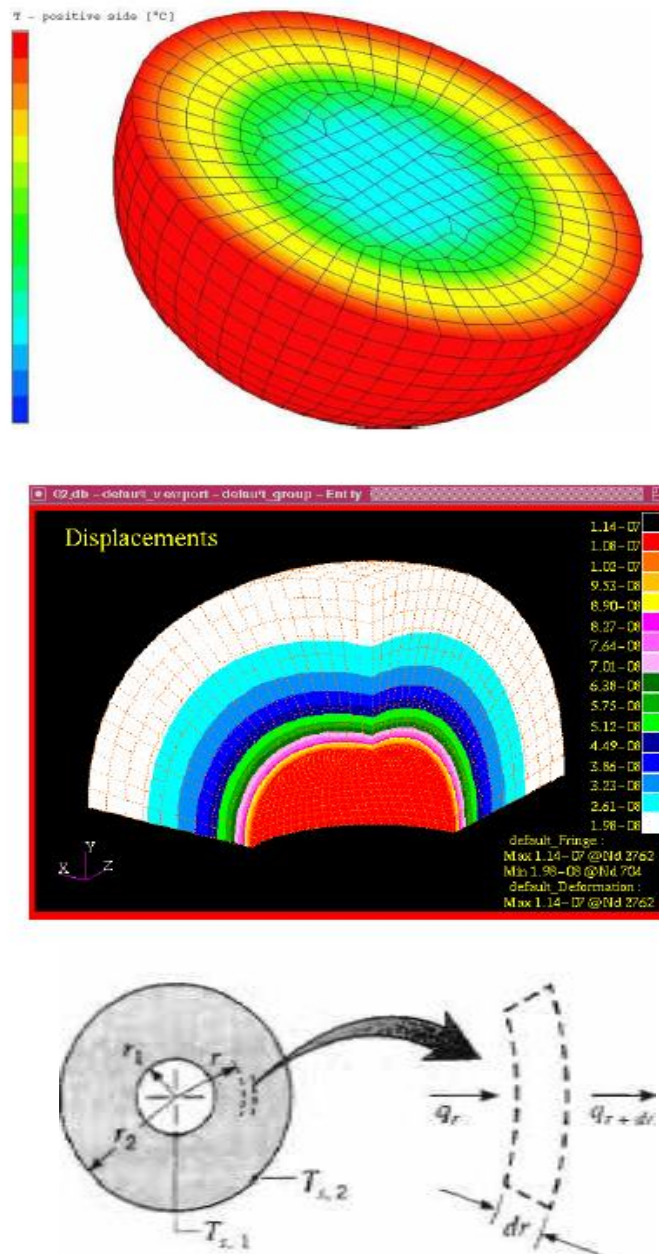 T - positive side [°C]
02.db - default_viewport - default_group - Entity
Displacements
1.14-07
1.08-07
1.02-07
9.53-08
8.90-08
8.27-08
7.64-08
7.01-08
6.38-08
5.75-08
5.12-08
4.49-08
3.86-08
3.23-08
2.61-08
1.98-08
default_Fringe :
Max 1.14-07 @Nd 2762
Min 1.98-08 @Nd 704
default_Deformation :
Max 1.14-07 @Nd 2762
Y
X Z
r1
r
r2
qr
qr+dr
Ts,2
dr
Ts,1